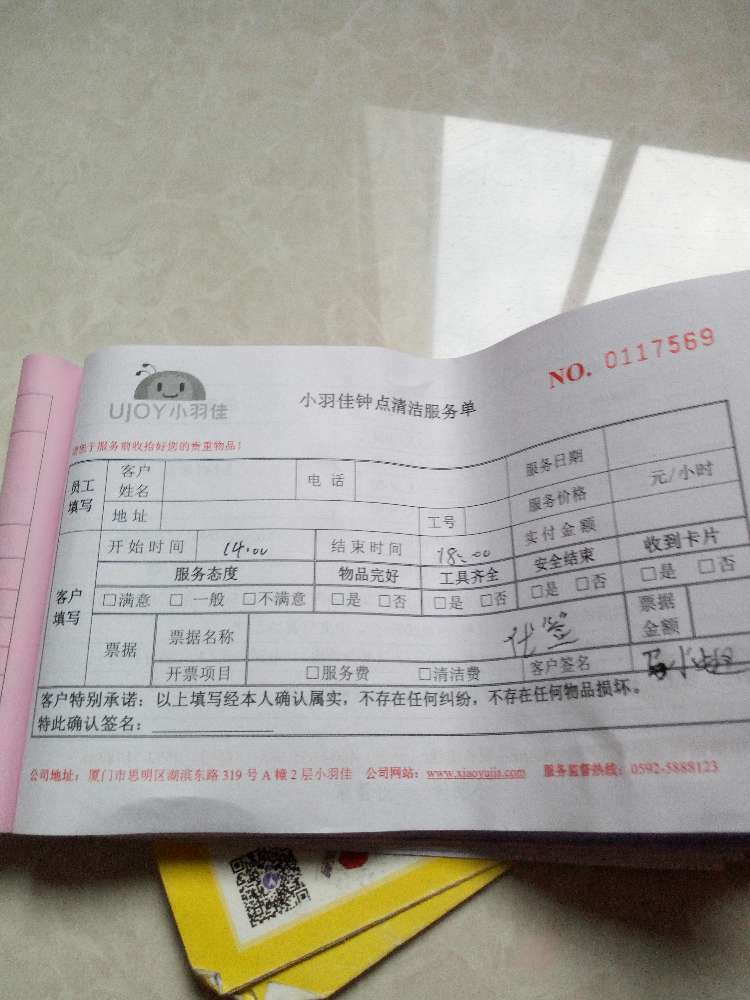 NO. 0117569
UJOY小羽佳
小羽佳钟点清洁服务单
于服务前收拾好您的贵重物品!
员工填写 客户姓名 电话 服务日期
地址 工号 服务价格 元/小时
实付金额
客户填写 开始时间 14:00 结束时间 18:00 安全结束 收到卡片
服务态度 物品完好 工具齐全 □是 □否 □是 □否
□满意 □一般 □不满意 □是 □否 □是 □否
票据 票据名称 代签 票据金额
开票项目 □服务费 □清洁费 客户签名
客户特别承诺:以上填写经本人确认属实,不存在任何纠纷,不存在任何物品损坏。
特此确认签名:
公司地址:厦门市思明区湖滨东路319号A幢2层小羽佳 公司网站:www.xiaoyujia.com 服务监督热线:0592-5888123